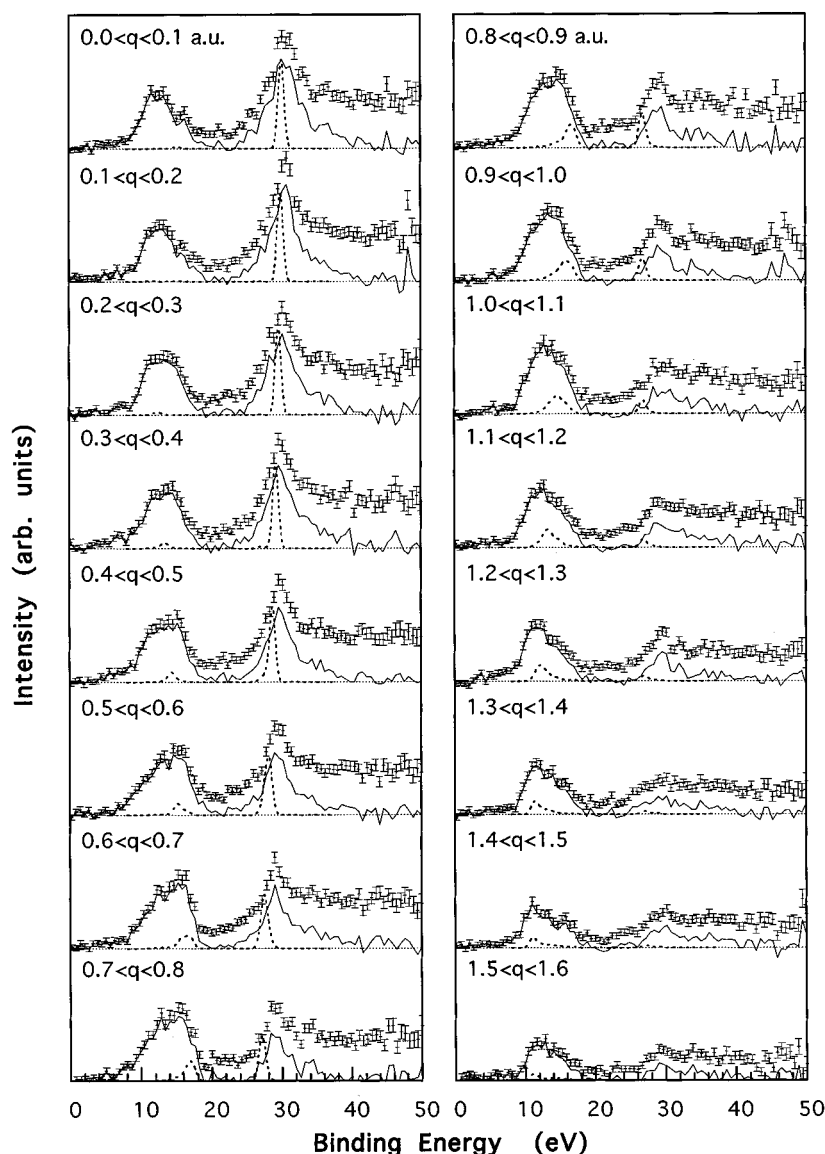 Intensity (arb. units)
0.0<q<0.1 a.u.
0.1<q<0.2
0.2<q<0.3
0.3<q<0.4
0.4<q<0.5
0.5<q<0.6
0.6<q<0.7
0.7<q<0.8
0 10 20 30 40 50
0.8<q<0.9 a.u.
0.9<q<1.0
1.0<q<1.1
1.1<q<1.2
1.2<q<1.3
1.3<q<1.4
1.4<q<1.5
1.5<q<1.6
0 10 20 30 40 50
Binding Energy (eV)